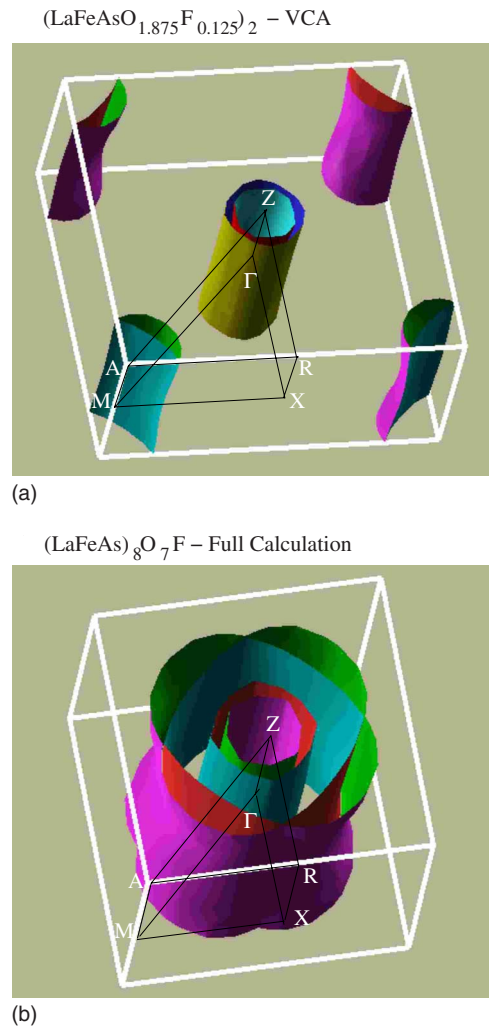 (LaFeAsO₁.₈₇₅F₀.₁₂₅)₂ – VCA
Z
Γ
A
R
M
X
(a)
(LaFeAs)₈O₇F – Full Calculation
Z
Γ
A
R
M
X
(b)